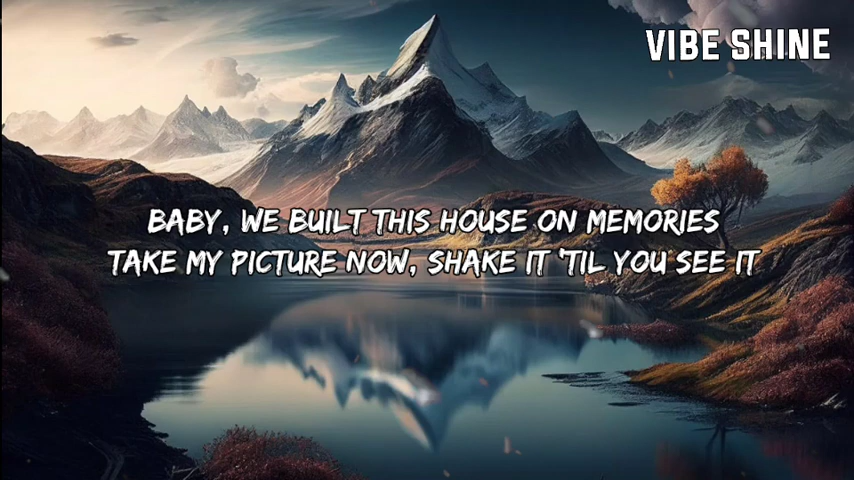 VIBE SHINE
BABY, WE BUILT THIS HOUSE ON MEMORIES
TAKE MY PICTURE NOW, SHAKE IT 'TIL YOU SEE IT